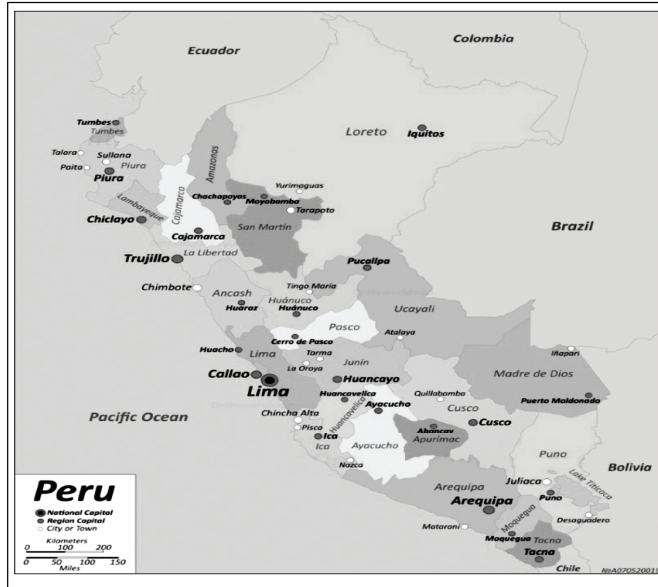 Colombia
Ecuador
Tumbes
Tumbes
Loreto
Iquitos
Talara
Sullana
Paita
Piura
Piura
Amazonas
Cajamarca
Lambayeque
Chachapoyas
Moyobamba
Yurimaguas
Tarapoto
Chiclayo
Cajamarca
San Martín
Brazil
Trujillo
La Libertad
Pucallpa
Chimbote
Tingo María
Ancash
Huánuco
Huaraz
Huánuco
Ucayali
Pasco
Atalaya
Cerro de Pasco
Huacho
Lima
Tarma
La Oroya
Junín
Iñapari
Madre de Dios
Callao
Lima
Huancayo
Huancavelica
Huancavelica
Ayacucho
Quillabamba
Cusco
Puerto Maldonado
Pacific Ocean
Chincha Alta
Pisco
Ica
Ica
Abancay
Apurímac
Cusco
Ayacucho
Puno
Nazca
Bolivia
Arequipa
Juliaca
Lake Titicaca
Puno
Arequipa
Moquegua
Desaguadero
Matarani
Moquegua
Tacna
Tacna
Chile
Peru
National Capital
Region Capital
City or Town
Kilometers
0 100 200
0 50 100 150
Miles